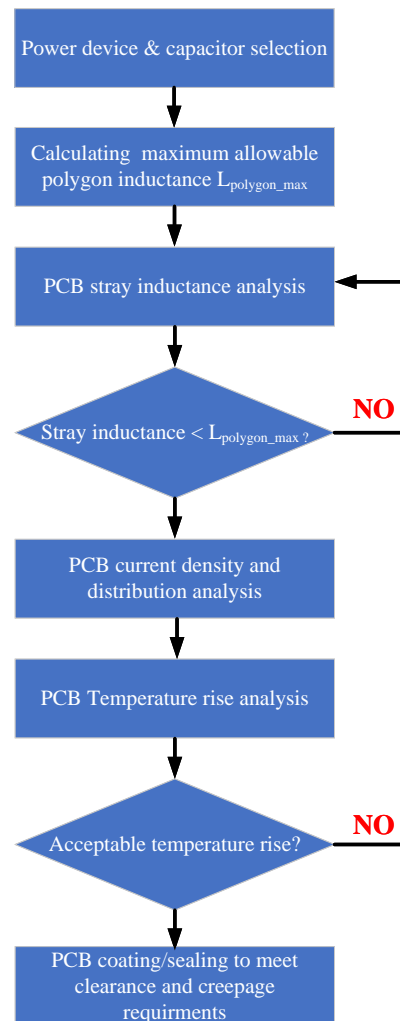 Power device & capacitor selection
Calculating maximum allowable
polygon inductance Lpolygon_max
PCB stray inductance analysis
Stray inductance < Lpolygon_max ?
NO
PCB current density and
distribution analysis
PCB Temperature rise analysis
Acceptable temperature rise?
NO
PCB coating/sealing to meet
clearance and creepage
requirments